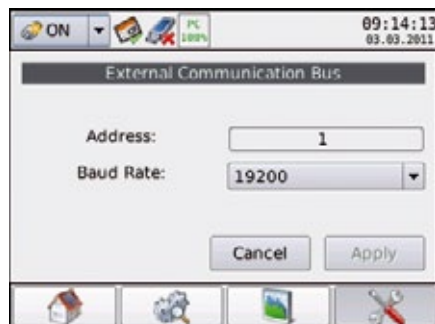 ON PC 100% 09:14:13
03.03.2011
External Communication Bus
Address: 1
Baud Rate: 19200
Cancel Apply